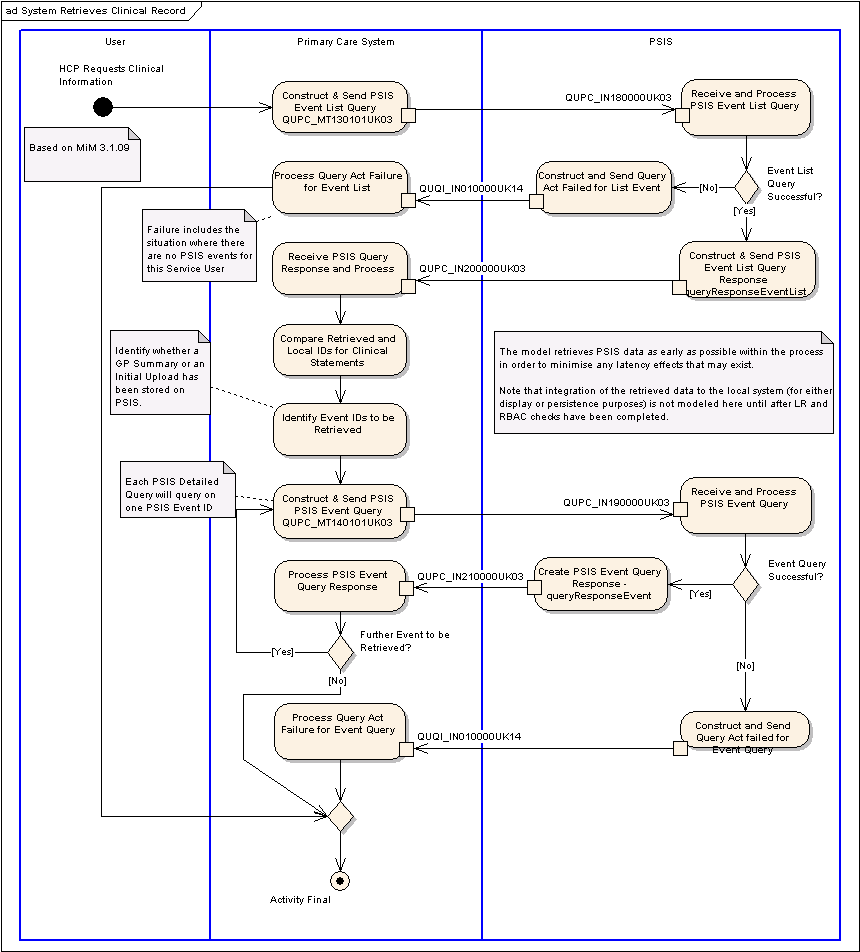 ad System Retrieves Clinical Record
User
Primary Care System
PSIS
HCP Requests Clinical
Information
Construct & Send PSIS
Event List Query
QUPC_MT130101UK03
QUPC_IN180000UK03
Receive and Process
PSIS Event List Query
Based on MiM 3.1.09
Process Query Act Failure
for Event List
QUQI_IN010000UK14
Construct and Send Query
Act Failed for List Event
[No]
Event List
Query
Successful?
[Yes]
Failure includes the
situation where there
are no PSIS events for
this Service User
Receive PSIS Query
Response and Process
QUPC_IN200000UK03
Construct & Send PSIS
Event List Query
Response
queryResponseEventList
Compare Retrieved and
Local IDs for Clinical
Statements
Identify whether a
GP Summary or an
Initial Upload has
been stored on
PSIS.
The model retrieves PSIS data as early as possible within the process
in order to minimise any latency effects that may exist.
Note that integration of the retrieved data to the local system (for either
display or persistence purposes) is not modeled here until after LR and
RBAC checks have been completed.
Identify Event IDs to be
Retrieved
Each PSIS Detailed
Query will query on
one PSIS Event ID
Construct & Send PSIS
PSIS Event Query
QUPC_MT140101UK03
QUPC_IN190000UK03
Receive and Process
PSIS Event Query
Process PSIS Event
Query Response
QUPC_IN210000UK03
Create PSIS Event Query
Response -
queryResponseEvent
[Yes]
Event Query
Successful?
Further Event to be
Retrieved?
[Yes]
[No]
[No]
Process Query Act
Failure for Event Query
QUQI_IN010000UK14
Construct and Send
Query Act failed for
Event Query
Activity Final